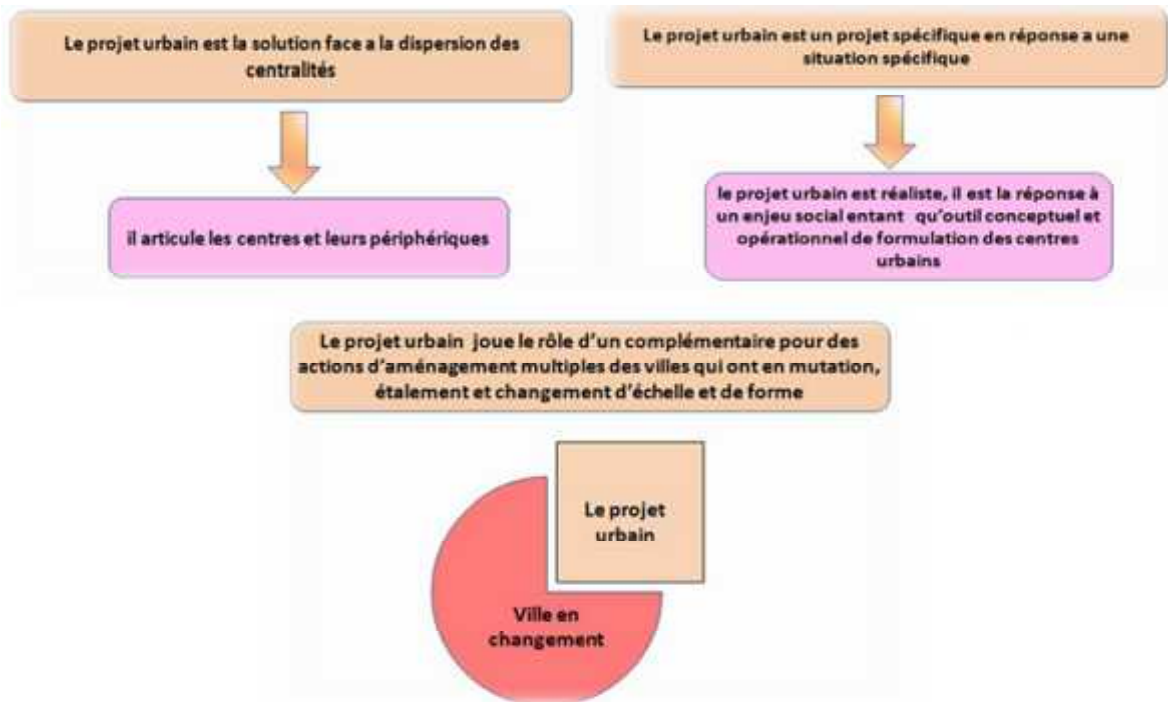 Le projet urbain est la solution face a la dispersion des
centralités
il articule les centres et leurs périphériques
Le projet urbain est un projet spécifique en réponse a une
situation spécifique
le projet urbain est réaliste, il est la réponse à
un enjeu social entant qu'outil conceptuel et
opérationnel de formulation des centres
urbains
Le projet urbain joue le rôle d'un complémentaire pour des
actions d'aménagement multiples des villes qui ont en mutation,
étalement et changement d'échelle et de forme
Le projet
urbain
Ville en
changement